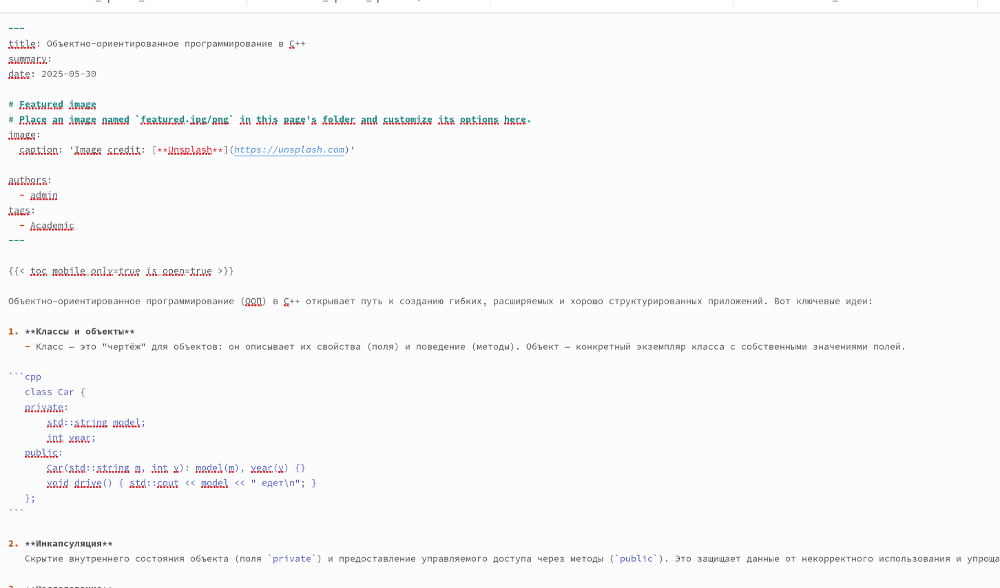 ---
title: Объектно-ориентированное программирование в C++
summary:
date: 2025-05-30
# Featured image
# Place an image named `featured.jpg/png` in this page's folder and customize its options here.
image:
  caption: 'Image credit: [**Unsplash**](https://unsplash.com)'
authors:
  - admin
tags:
  - Academic
---
{{< toc mobile_only=true is_open=true >}}
Объектно-ориентированное программирование (ООП) в C++ открывает путь к созданию гибких, расширяемых и хорошо структурированных приложений. Вот ключевые идеи:
1. **Классы и объекты**
   - Класс — это "чертёж" для объектов: он описывает их свойства (поля) и поведение (методы). Объект — конкретный экземпляр класса с собственными значениями полей.
```cpp
   class Car {
   private:
       std::string model;
       int year;
   public:
       Car(std::string m, int y): model(m), year(y) {}
       void drive() { std::cout << model << " едет\n"; }
   };
```
2. **Инкапсуляция**
   Скрытие внутреннего состояния объекта (поля `private`) и предоставление управляемого доступа через методы (`public`). Это защищает данные от некорректного использования и упроща